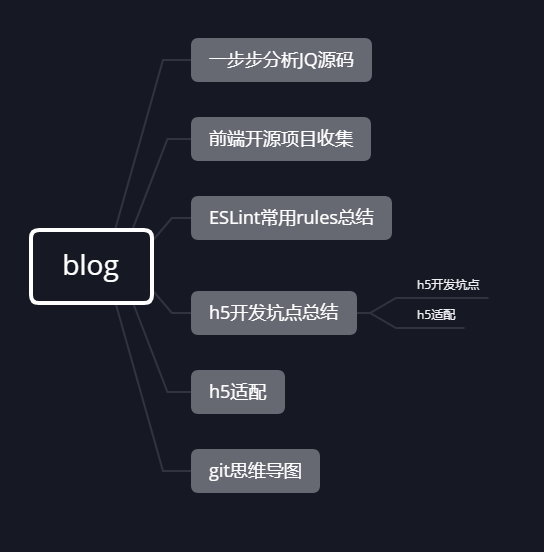 一步步分析JQ源码
前端开源项目收集
ESLint常用rules总结
blog
h5开发坑点
h5开发坑点总结
h5适配
h5适配
git思维导图